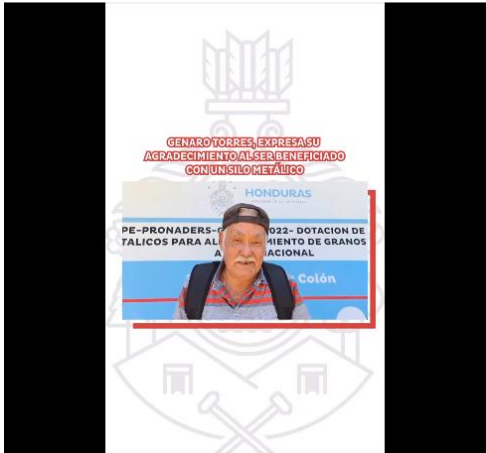 GENARO TORRES, EXPRESA SU
AGRADECIMIENTO AL SER BENEFICIADO
CON UN SILO METÁLICO
HONDURAS
PE-PRONADERS- 022- DOTACION DE
TALICOS PARA AL MIENTO DE GRANOS
A NACIONAL
Colón